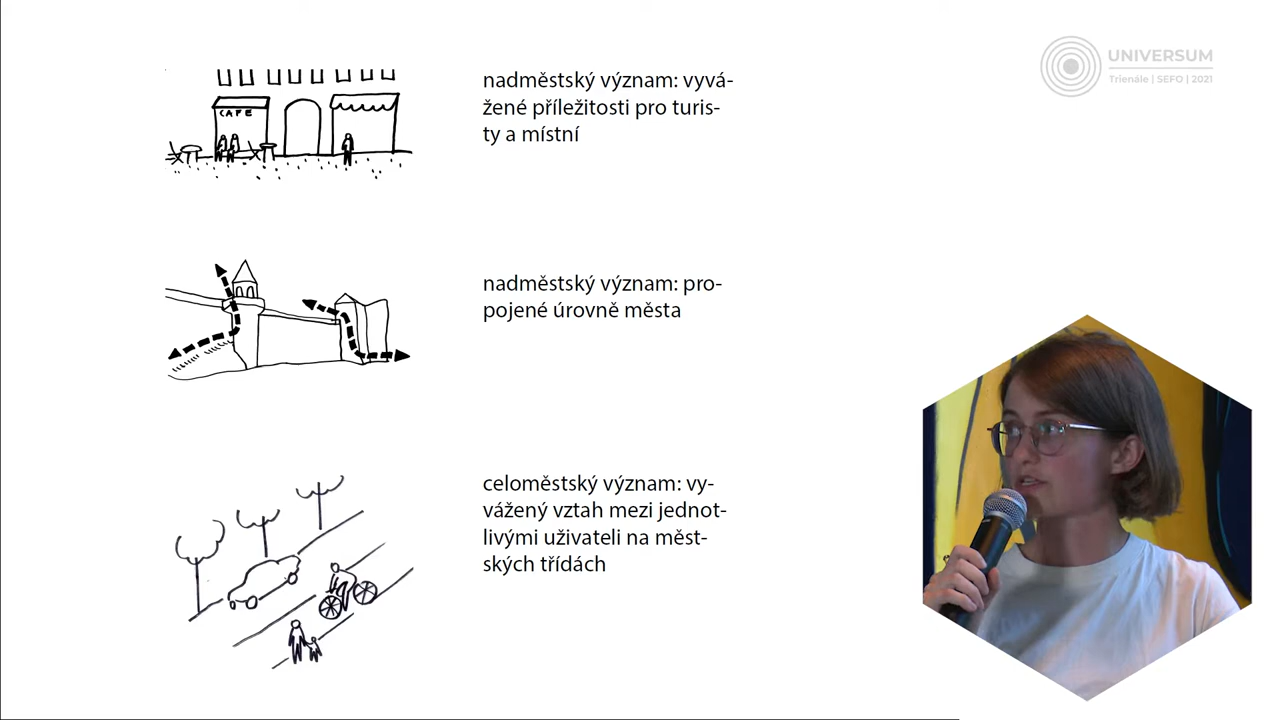 UNIVERSUM
Trienále | SEFO | 2021
CAFE
nadměstský význam: vyvá-
žené příležitosti pro turis-
ty a místní
nadměstský význam: pro-
pojené úrovně města
celoměstský význam: vy-
vážený vztah mezi jednot-
livými uživateli na měst-
ských třídách